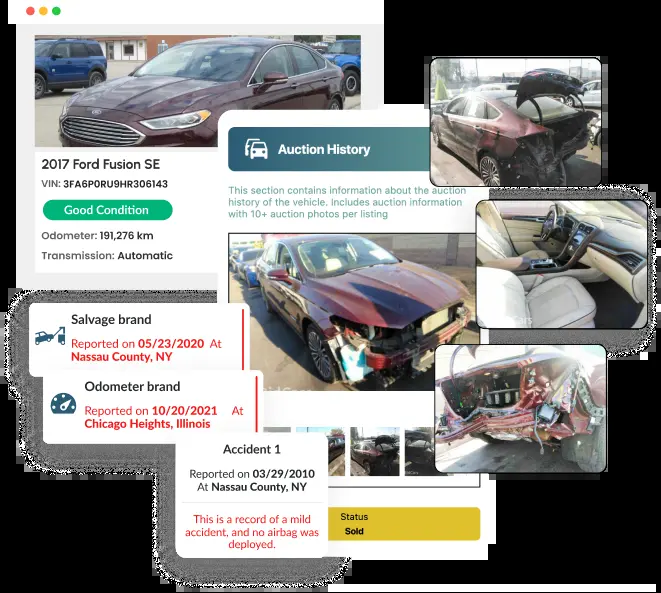 2017 Ford Fusion SE
VIN: 3FA6P0RU9HR306143
Good Condition
Odometer: 191,276 km
Transmission: Automatic
Auction History
This section contains information about the auction
history of the vehicle. Includes auction information
with 10+ auction photos per listing
Salvage brand
Reported on 05/23/2020 At
Nassau County, NY
Odometer brand
Reported on 10/20/2021 At
Chicago Heights, Illinois
Accident 1
Reported on 03/29/2010
At Nassau County, NY
This is a record of a mild
accident, and no airbag was
deployed.
Status
Sold